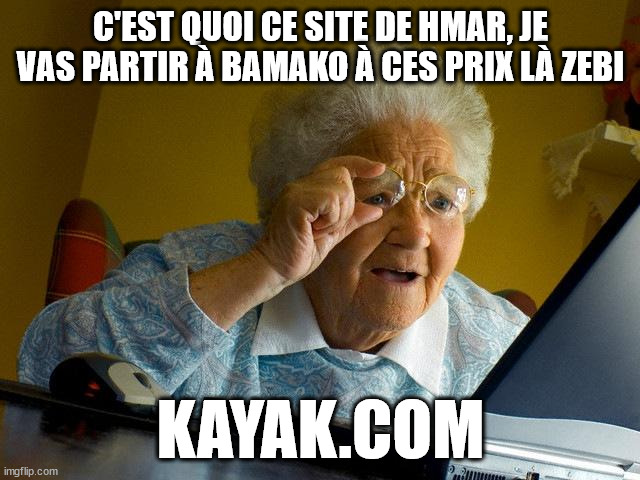 C'EST QUOI CE SITE DE HMAR, JE
VAS PARTIR À BAMAKO À CES PRIX LÀ ZEBI
KAYAK.COM
imgflip.com